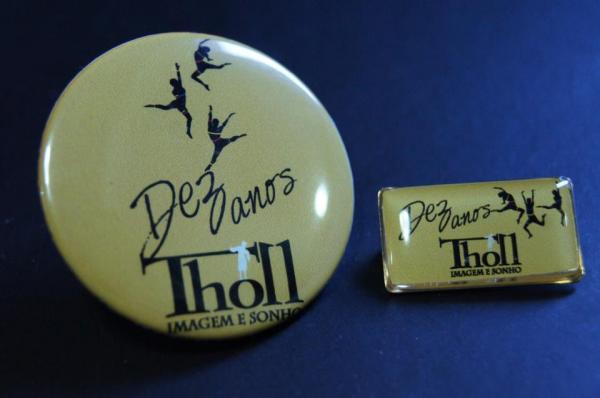 Dez anos
Tholl
IMAGEM E SONHO
Dez anos
Tholl
IMAGEM E SONHO